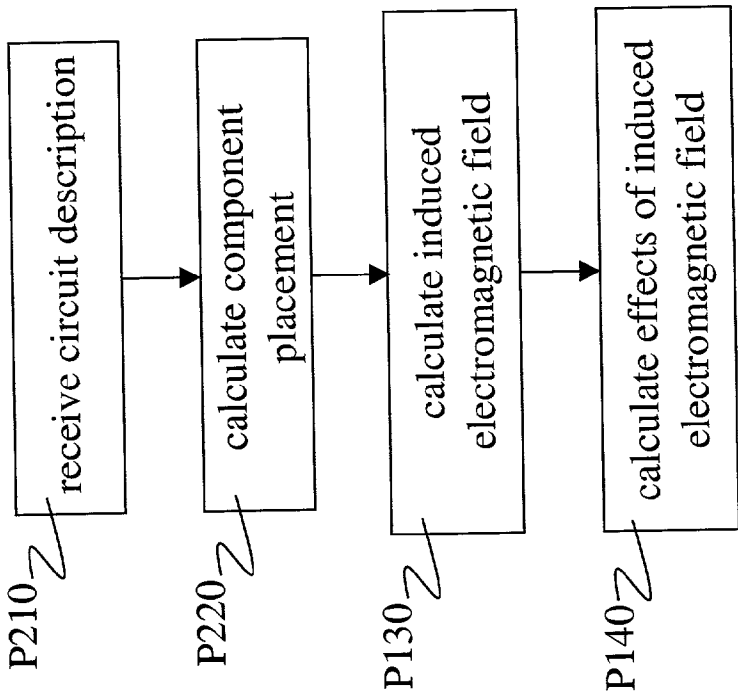 P210
receive circuit description
P220
calculate component
placement
P130
calculate induced
electromagnetic field
P140
calculate effects of induced
electromagnetic field